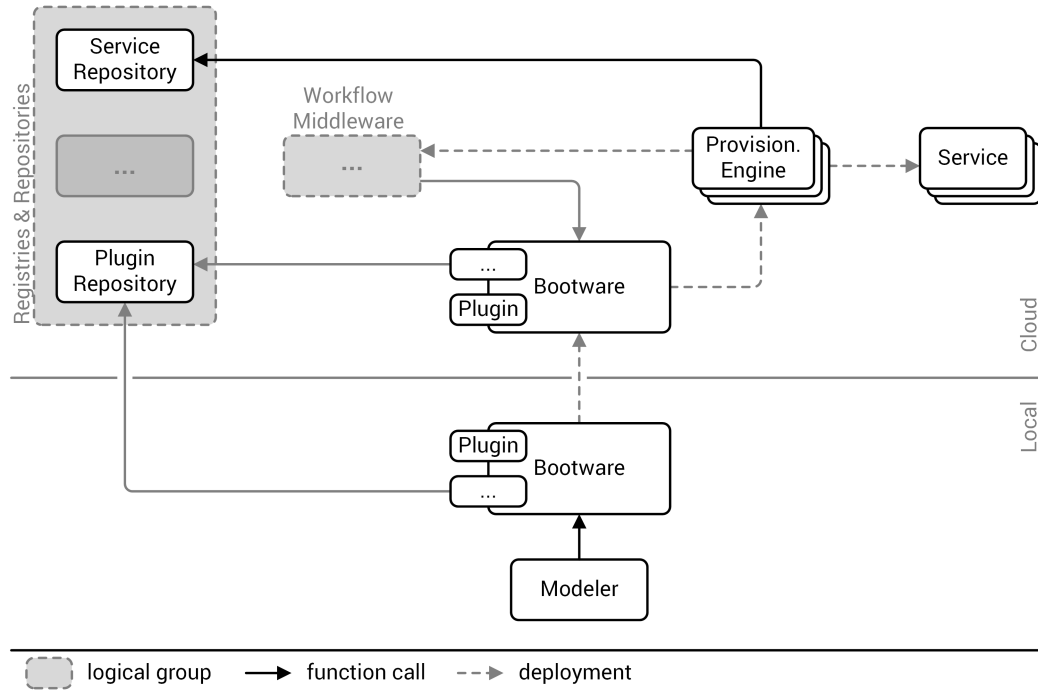 Service
Repository
Workflow
Middleware
Registries & Repositories
...
...
Provision.
Engine
Service
Plugin
Repository
...
Bootware
Plugin
Cloud
Local
Plugin
Bootware
...
Modeler
logical group
function call
deployment